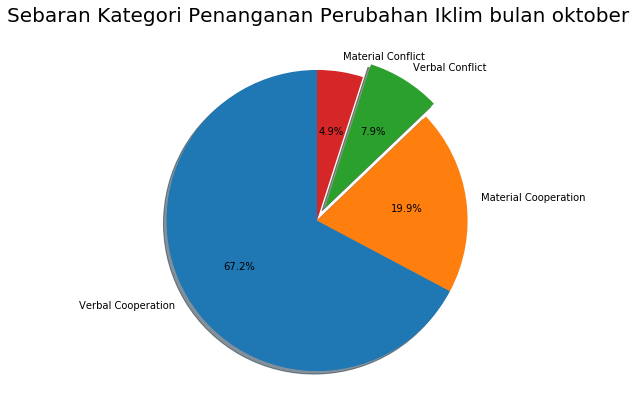 Sebaran Kategori Penanganan Perubahan Iklim bulan oktober
Material Conflict
Verbal Conflict
4.9%
7.9%
Material Cooperation
19.9%
67.2%
Verbal Cooperation